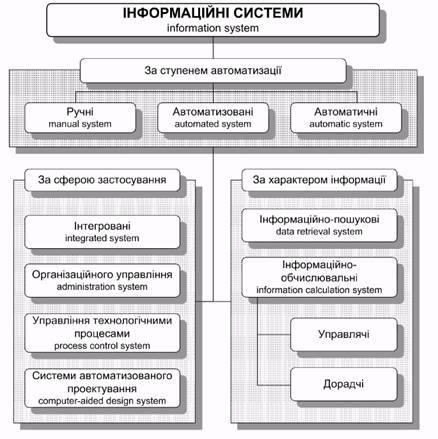 ІНФОРМАЦІЙНІ СИСТЕМИ
information system
За ступенем автоматизації
Ручні
manual system
Автоматизовані
automated system
Автоматичні
automatic system
За сферою застосування
Інтегровані
integrated system
Організаційного управління
administration system
Управління технологічними
процесами
process control system
Системи автоматизованого
проектування
computer-aided design system
За характером інформації
Інформаційно-пошукові
data retrieval system
Інформаційно-
обчислювальні
information calculation system
Управлячі
Дорадчі